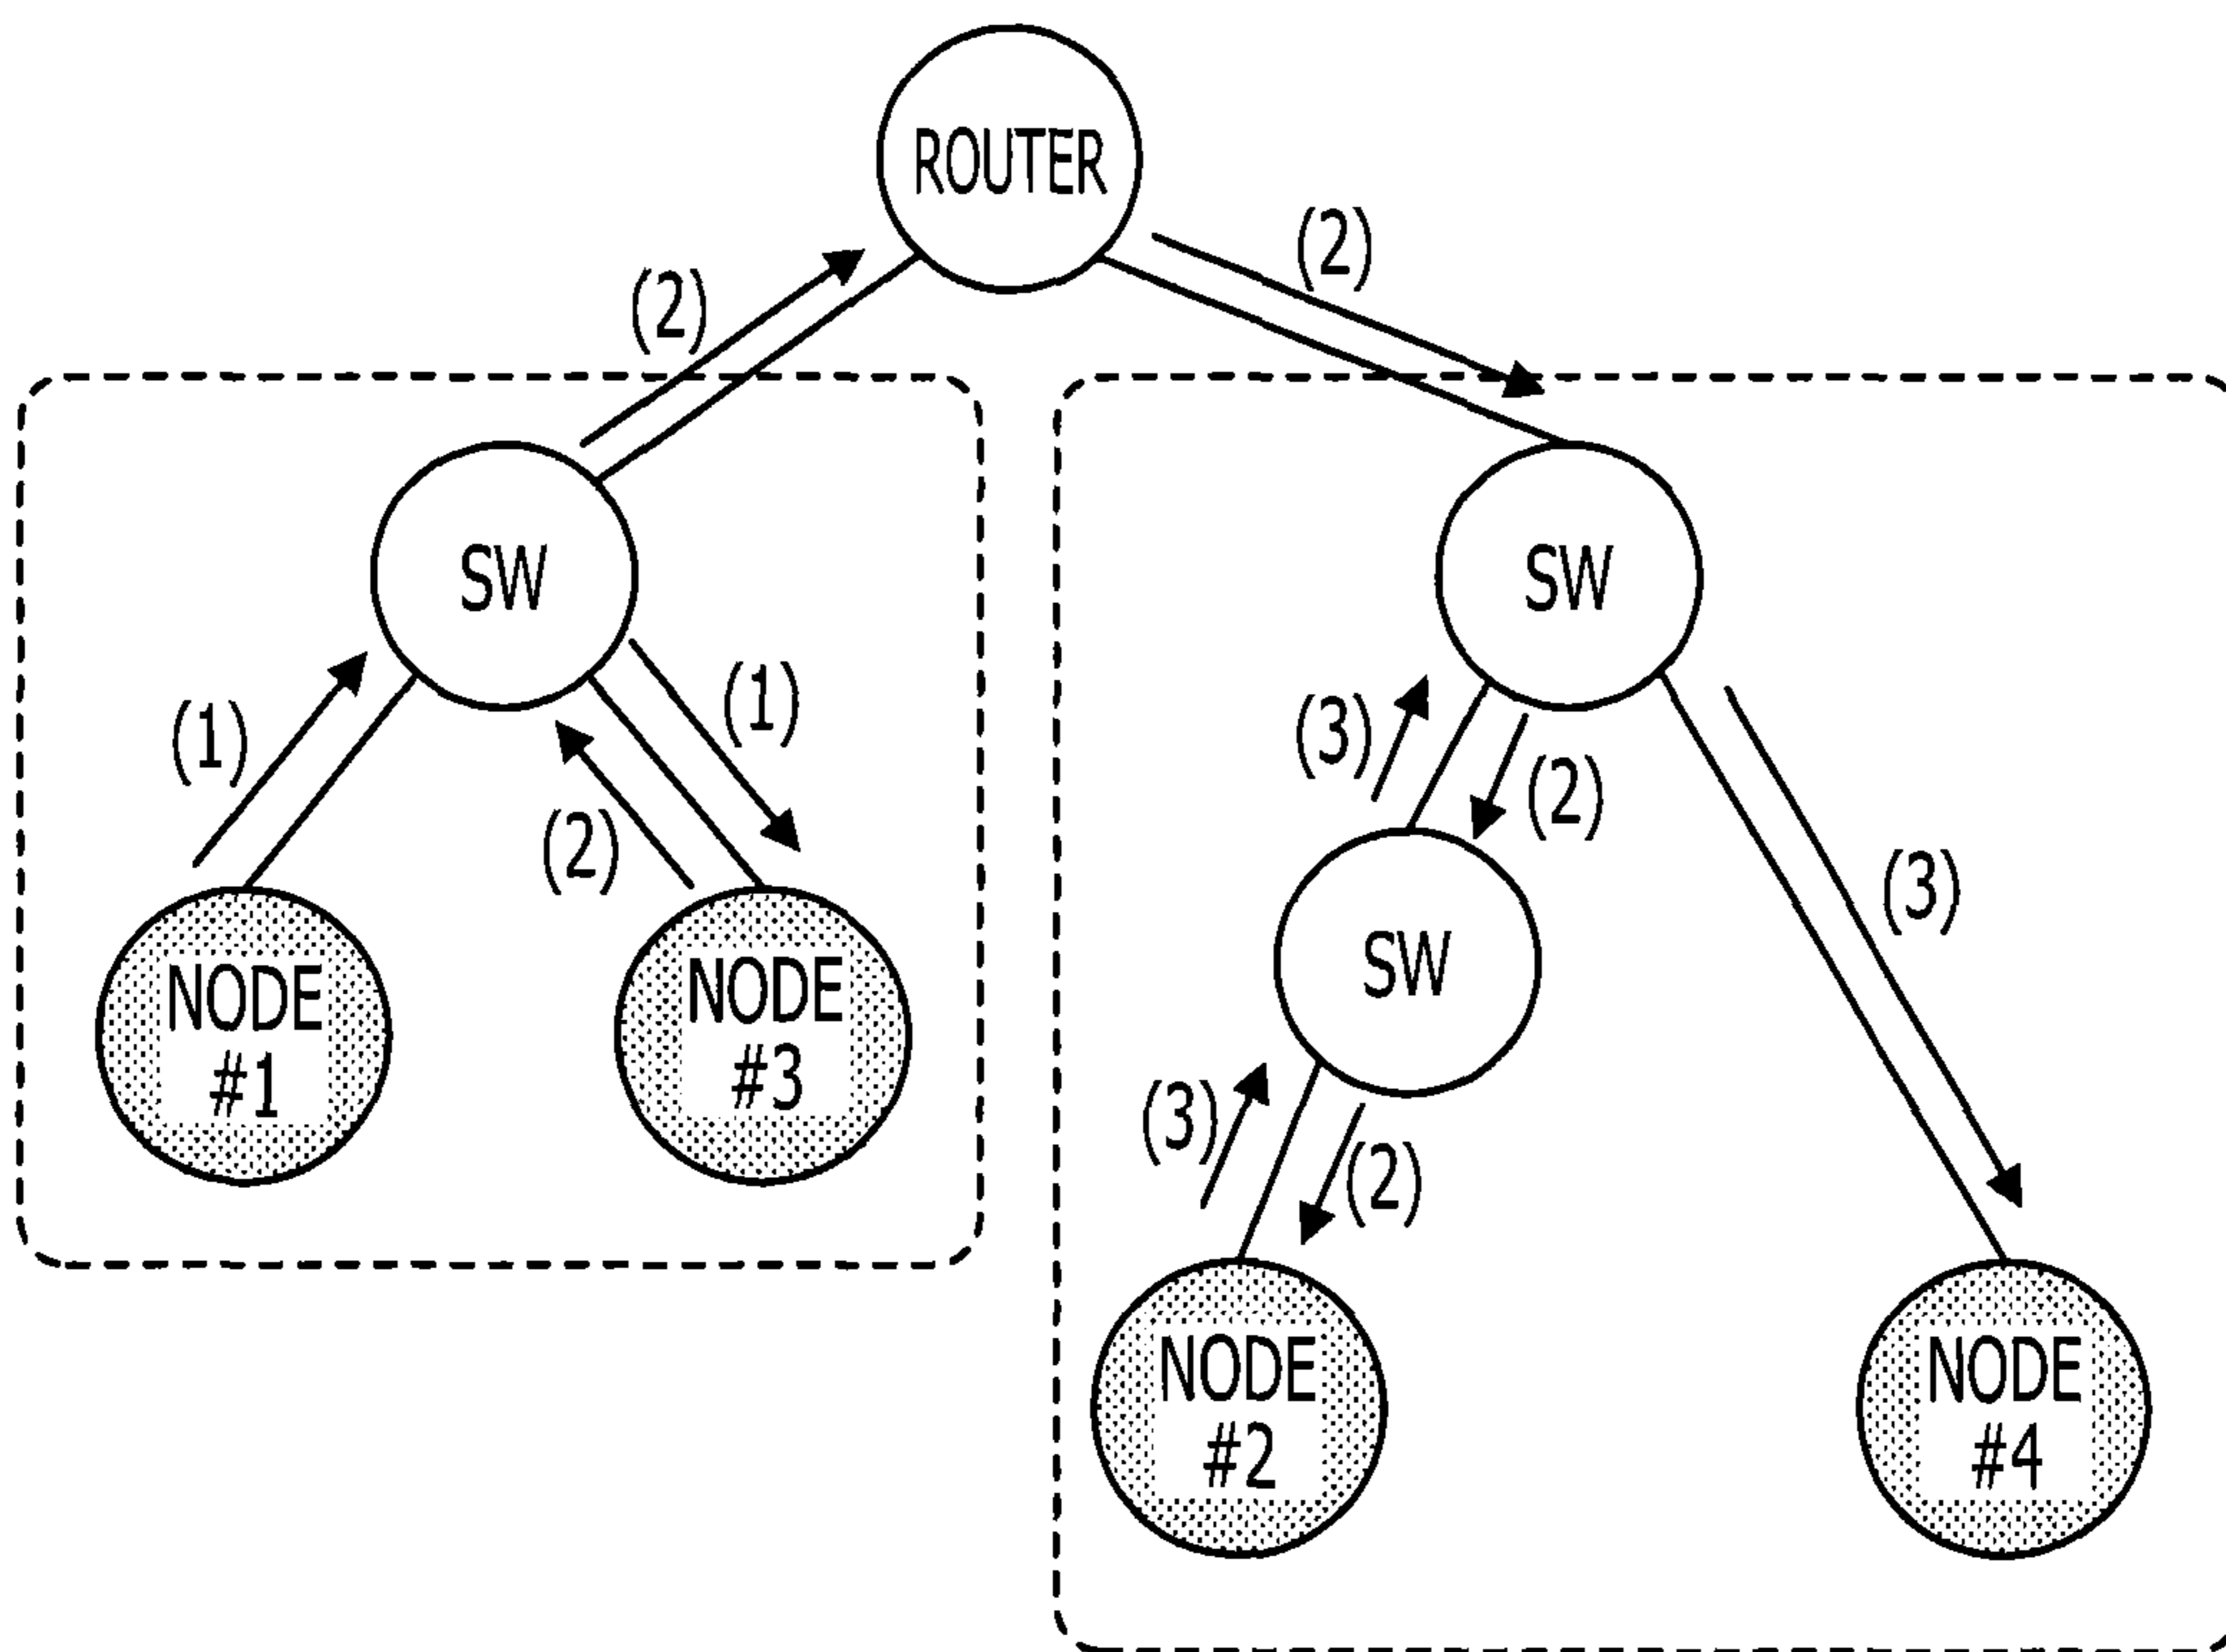 ROUTER
(2)
(2)
SW
SW
(1)
(1)
(2)
(3)
(2)
(3)
SW
NODE
#1
NODE
#3
(3)
(2)
NODE
#2
NODE
#4